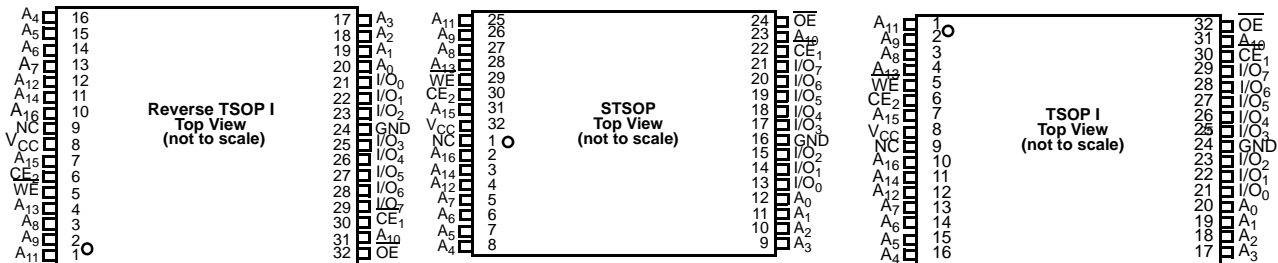 A4 16
A5 15
A6 14
A7 13
A12 12
A14 11
A16 10
NC 9
VCC 8
A15 7
CE2 6
WE 5
A13 4
A8 3
A9 2
A11 1
Reverse TSOP I
Top View
(not to scale)
17 A3
18 A2
19 A1
20 A0
21 I/O0
22 I/O1
23 I/O2
24 GND
25 I/O3
26 I/O4
27 I/O5
28 I/O6
29 I/O7
30 CE1
31 A10
32 OE
A11 25
A9 26
A8 27
A13 28
WE 29
CE2 30
A15 31
VCC 32
NC 1
A16 2
A14 3
A12 4
A7 5
A6 6
A5 7
A4 8
STSOP
Top View
(not to scale)
24 OE
23 A10
22 CE1
21 I/O7
20 I/O6
19 I/O5
18 I/O4
17 I/O3
16 GND
15 I/O2
14 I/O1
13 I/O0
12 A0
11 A1
10 A2
9 A3
A11 1
A9 2
A8 3
A13 4
WE 5
CE2 6
A15 7
VCC 8
NC 9
A16 10
A14 11
A12 12
A7 13
A6 14
A5 15
A4 16
TSOP I
Top View
(not to scale)
32 OE
31 A10
30 CE1
29 I/O7
28 I/O6
27 I/O5
26 I/O4
25 I/O3
24 GND
23 I/O2
22 I/O1
21 I/O0
20 A0
19 A1
18 A2
17 A3